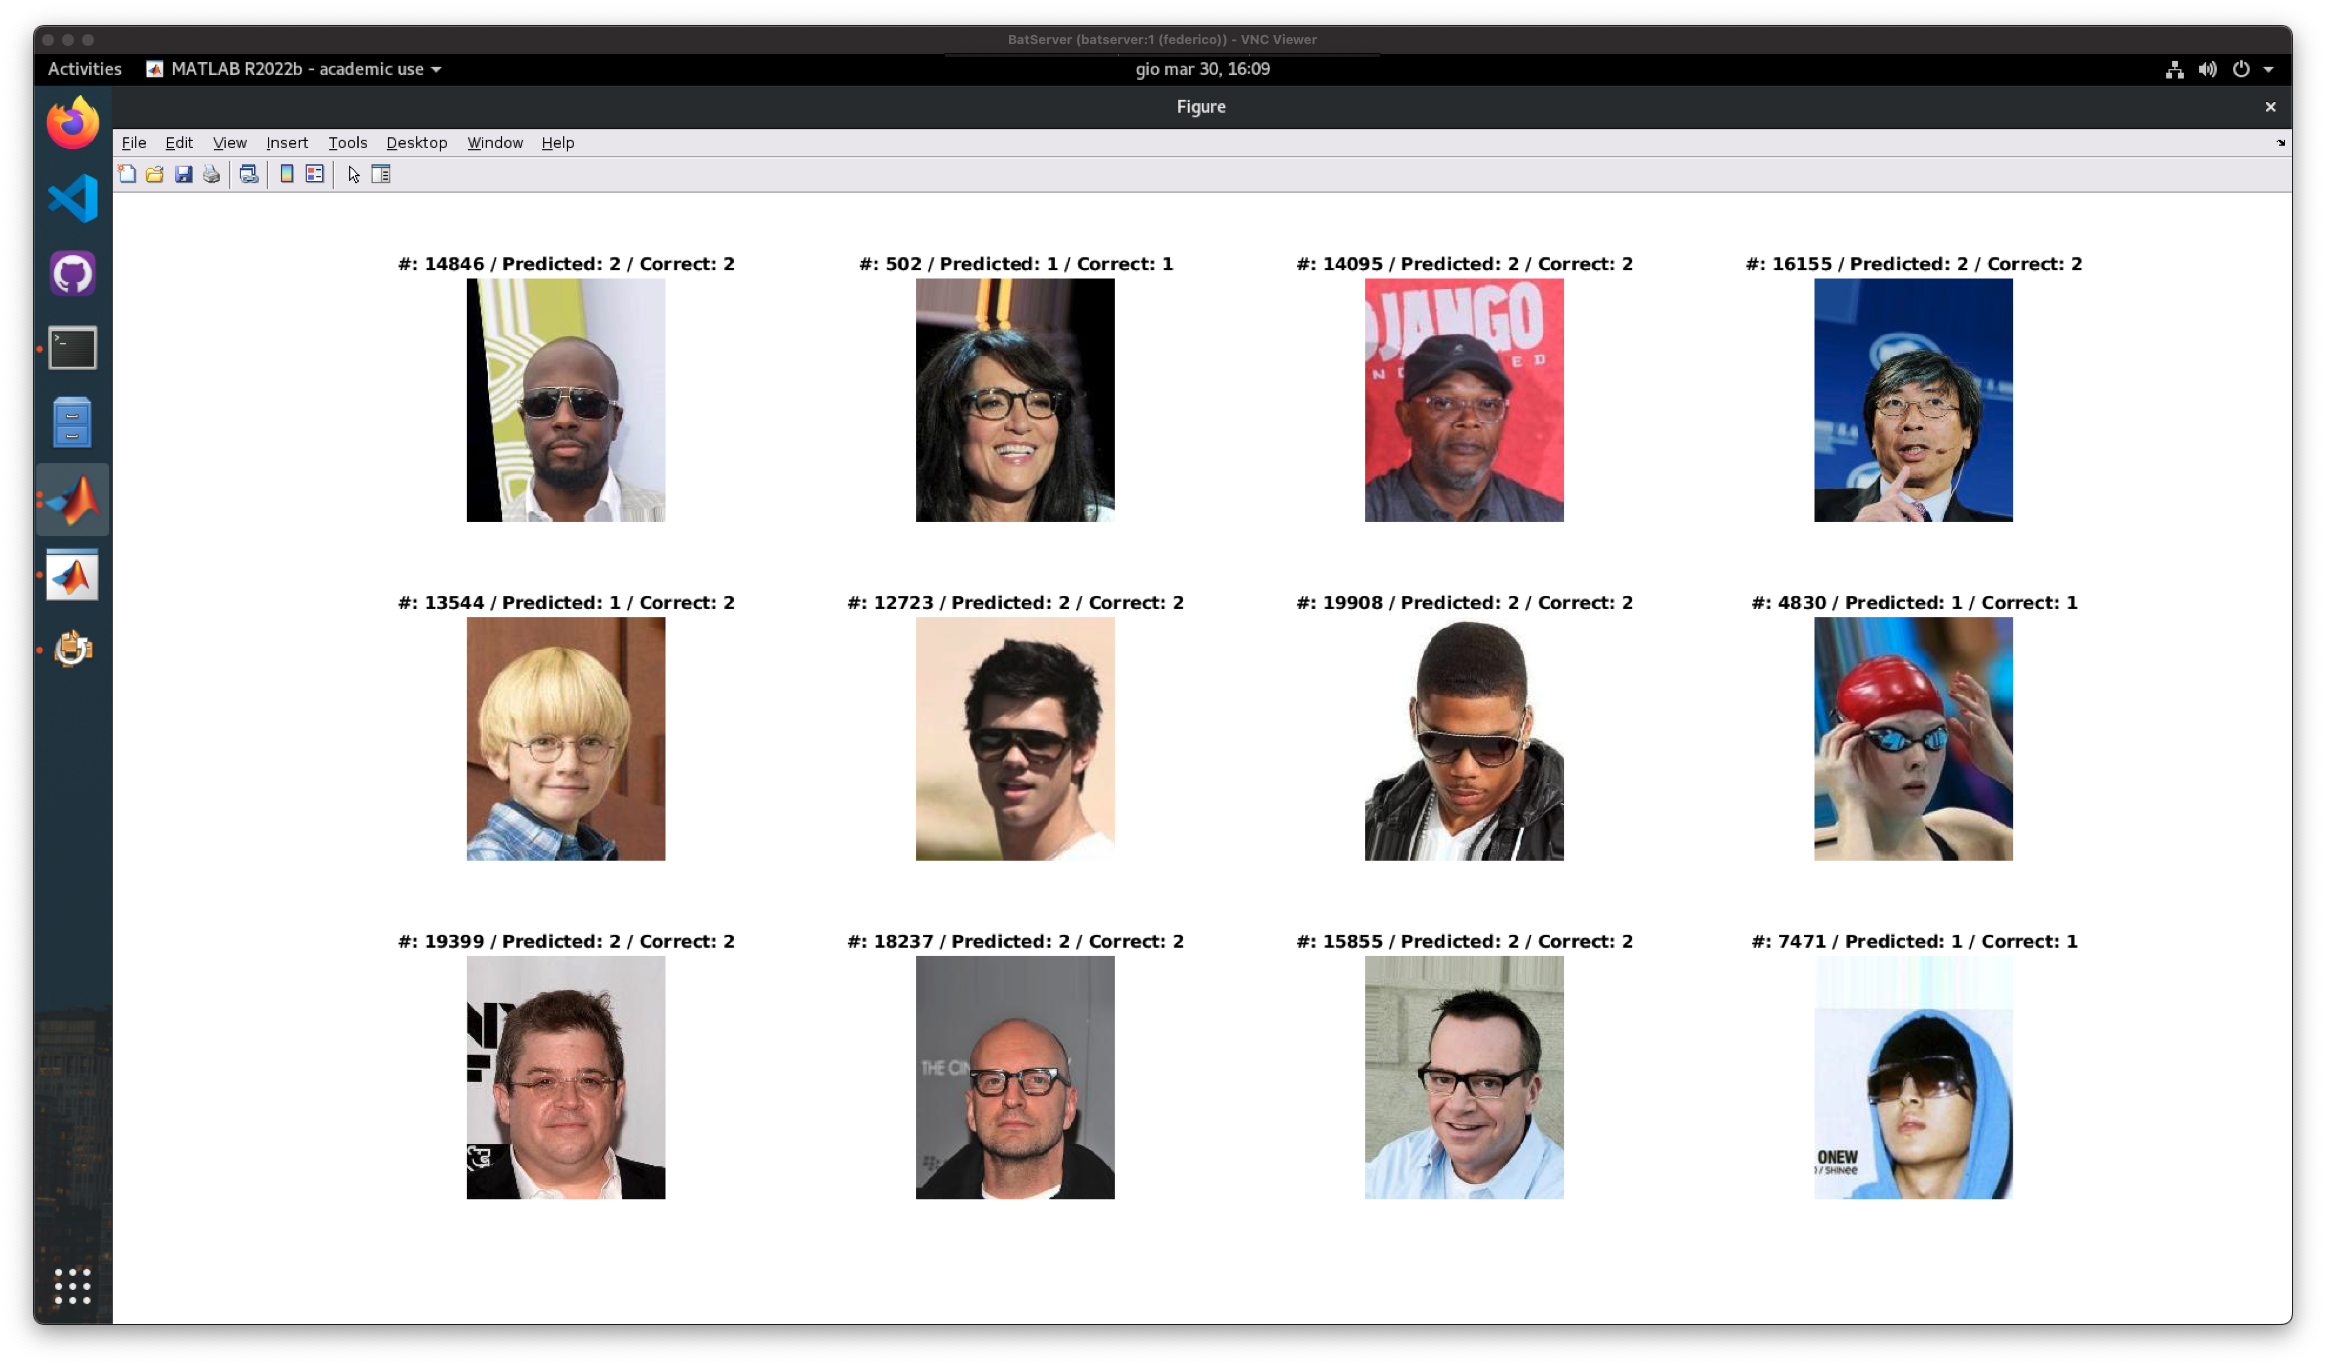 BatServer (batserver:1 (federico)) - VNC Viewer
Activities MATLAB R2022b - academic use gio mar 30, 16:09
Figure
File Edit View Insert Tools Desktop Window Help
#: 14846 / Predicted: 2 / Correct: 2
#: 502 / Predicted: 1 / Correct: 1
#: 14095 / Predicted: 2 / Correct: 2
#: 16155 / Predicted: 2 / Correct: 2
DJANGO
#: 13544 / Predicted: 1 / Correct: 2
#: 12723 / Predicted: 2 / Correct: 2
#: 19908 / Predicted: 2 / Correct: 2
#: 4830 / Predicted: 1 / Correct: 1
#: 19399 / Predicted: 2 / Correct: 2
#: 18237 / Predicted: 2 / Correct: 2
#: 15855 / Predicted: 2 / Correct: 2
#: 7471 / Predicted: 1 / Correct: 1
THE CIN
ONEW
/ SHINee